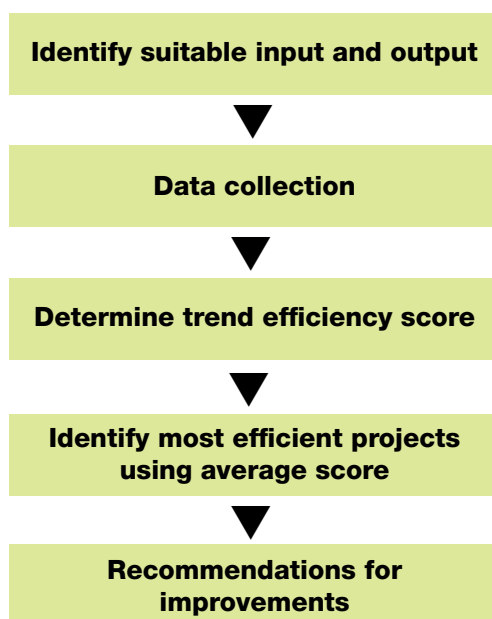 Identify suitable input and output
Data collection
Determine trend efficiency score
Identify most efficient projects
using average score
Recommendations for
improvements